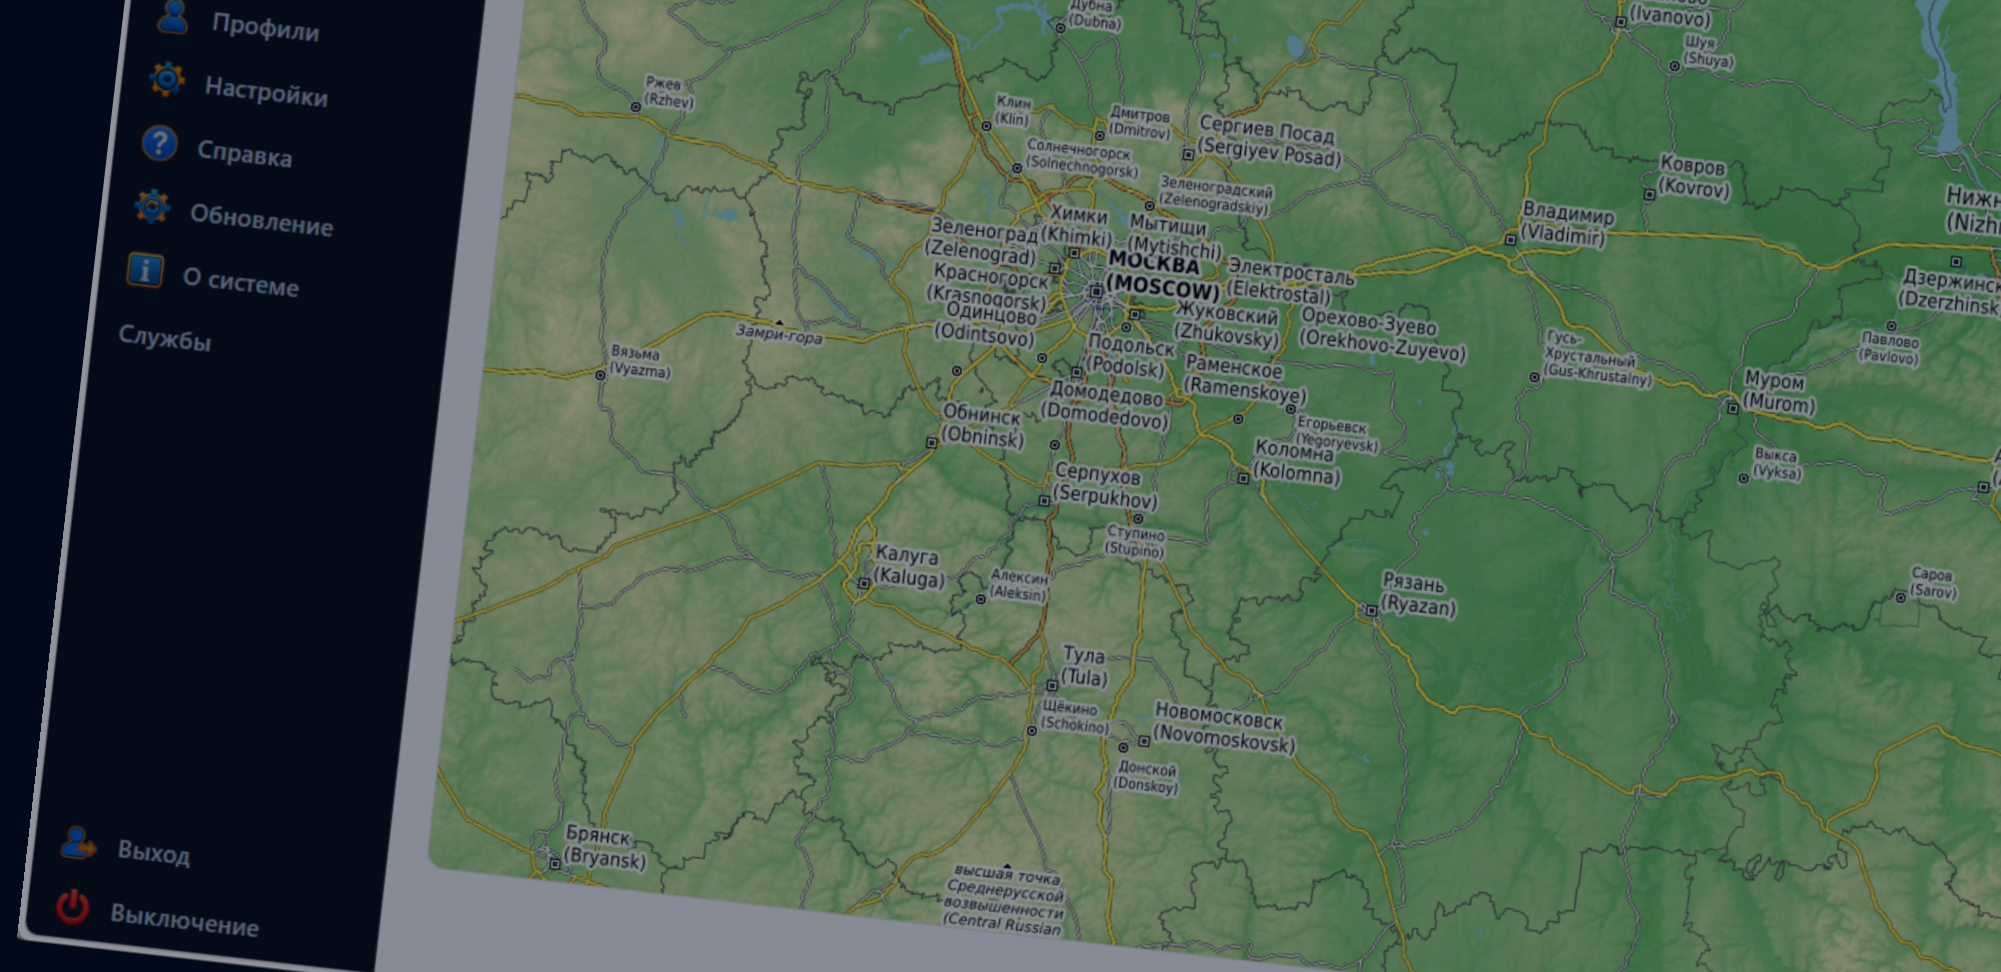 Профили
Настройки
Справка
Обновление
О системе
Службы
Выход
Выключение
Дубна
(Dubna)
(Ivanovo)
Шуя
(Shuya)
Ржев
(Rzhev)
Клин
(Klin)
Дмитров
(Dmitrov)
Сергиев Посад
(Sergiyev Posad)
Солнечногорск
(Solnechnogorsk)
Ковров
(Kovrov)
Зеленоградский
(Zelenogradskiy)
Владимир
(Vladimir)
Химки
(Khimki)
Мытищи
(Mytishchi)
Зеленоград
(Zelenograd)
МОСКВА
(MOSCOW)
Электросталь
(Elektrostal)
Красногорск
(Krasnogorsk)
Одинцово
(Odintsovo)
Жуковский
(Zhukovsky)
Орехово-Зуево
(Orekhovo-Zuyevo)
Замри-гора
Вязьма
(Vyazma)
Подольск
(Podolsk)
Раменское
(Ramenskoye)
Гусь-
Хрустальный
(Gus-Khrustalny)
Павлово
(Pavlovo)
Муром
(Murom)
Домодедово
(Domodedovo)
Обнинск
(Obninsk)
Егорьевск
(Yegoryevsk)
Коломна
(Kolomna)
Выкса
(Vyksa)
Серпухов
(Serpukhov)
Ступино
(Stupino)
Калуга
(Kaluga)
Алексин
(Aleksin)
Рязань
(Ryazan)
Саров
(Sarov)
Тула
(Tula)
Щёкино
(Schokino)
Новомосковск
(Novomoskovsk)
Донской
(Donskoy)
Брянск
(Bryansk)
высшая точка
Среднерусской
возвышенности
(Central Russian